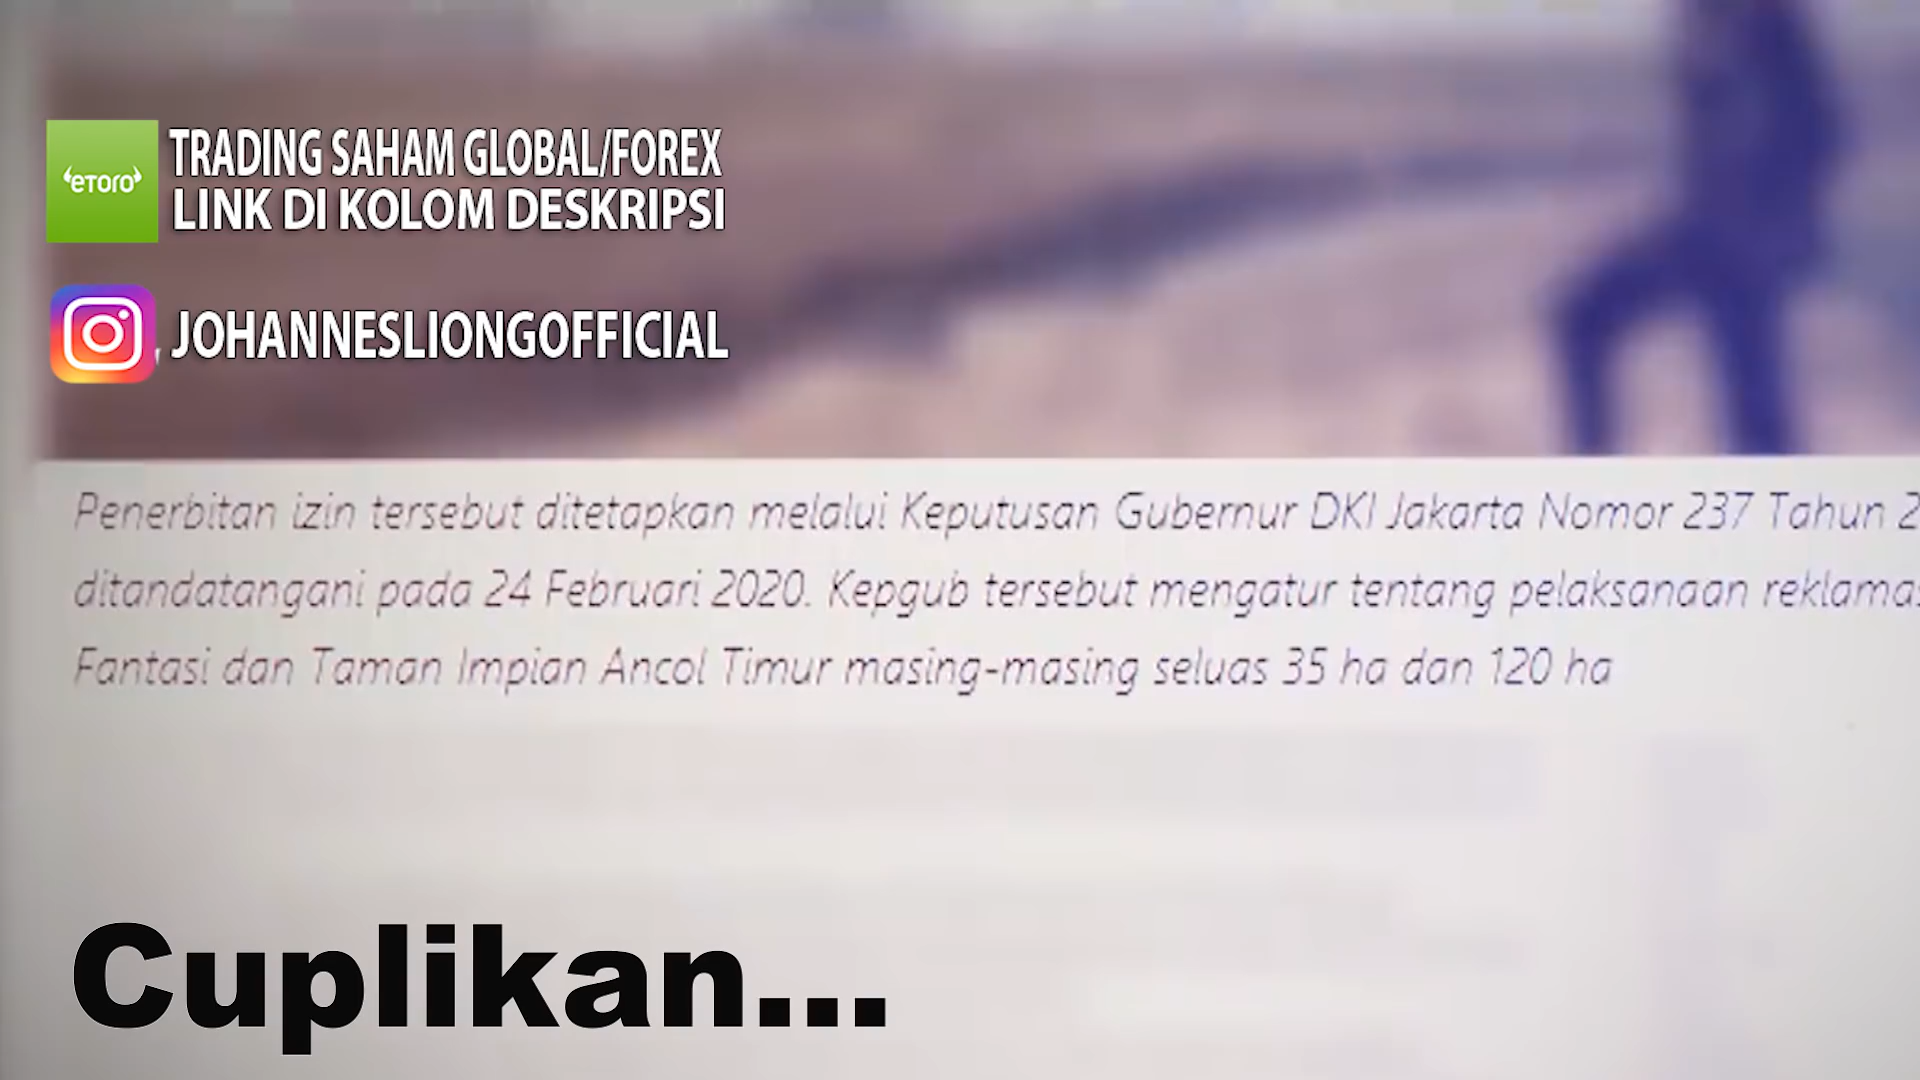 eTORO
TRADING SAHAM GLOBAL/FOREX
LINK DI KOLOM DESKRIPSI
JOHANNESLIONGOFFICIAL
Penerbitan izin tersebut ditetapkan melalui Keputusan Gubernur DKI Jakarta Nomor 237 Tahun 2
ditandatangani pada 24 Februari 2020. Kepgub tersebut mengatur tentang pelaksanaan reklamas
Fantasi dan Taman Impian Ancol Timur masing-masing seluas 35 ha dan 120 ha
Cuplikan...